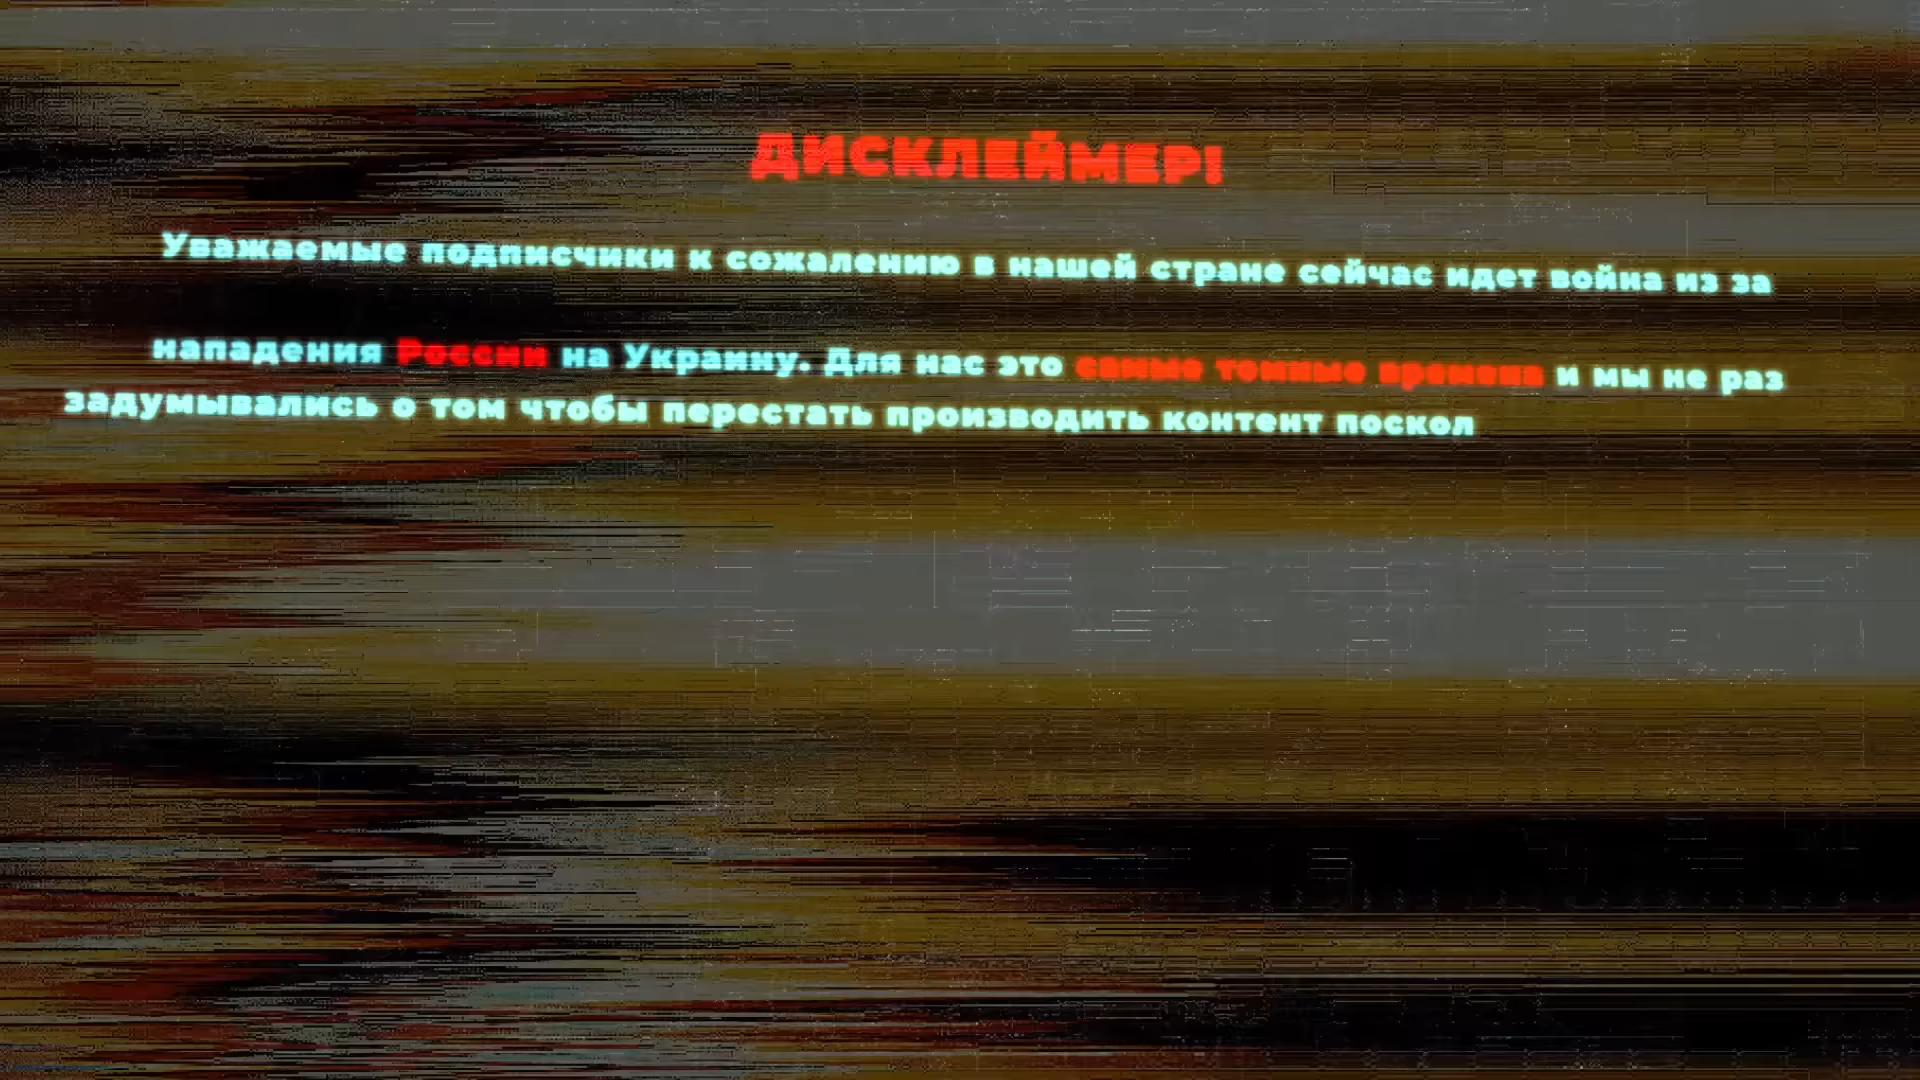 ДИСКЛЕЙМЕР!
Уважаемые подписчики к сожалению в нашей стране сейчас идет война из за
нападения России на Украину. Для нас это самые темные времена и мы не раз
задумывались о том чтобы перестать производить контент поскол